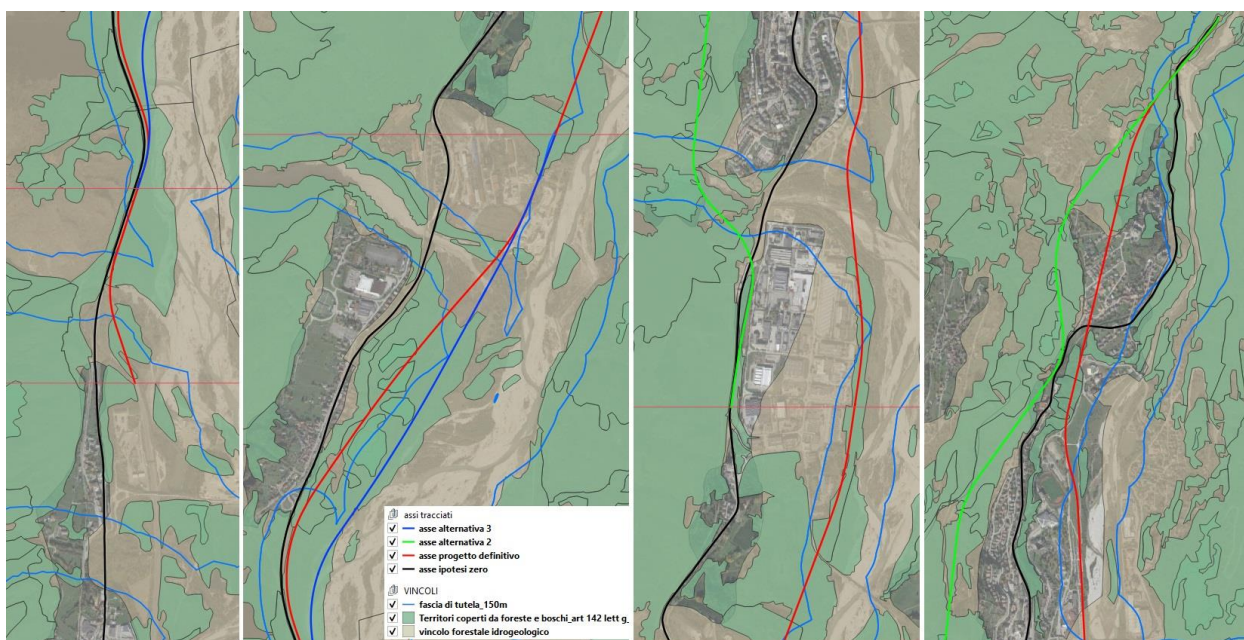 assi tracciati
asse alternativa 3
asse alternativa 2
asse progetto definitivo
asse ipotesi zero
VINCOLI
fascia di tutela_150m
Territori coperti da foreste e boschi_art 142 lett g_
vincolo forestale idrogeologico